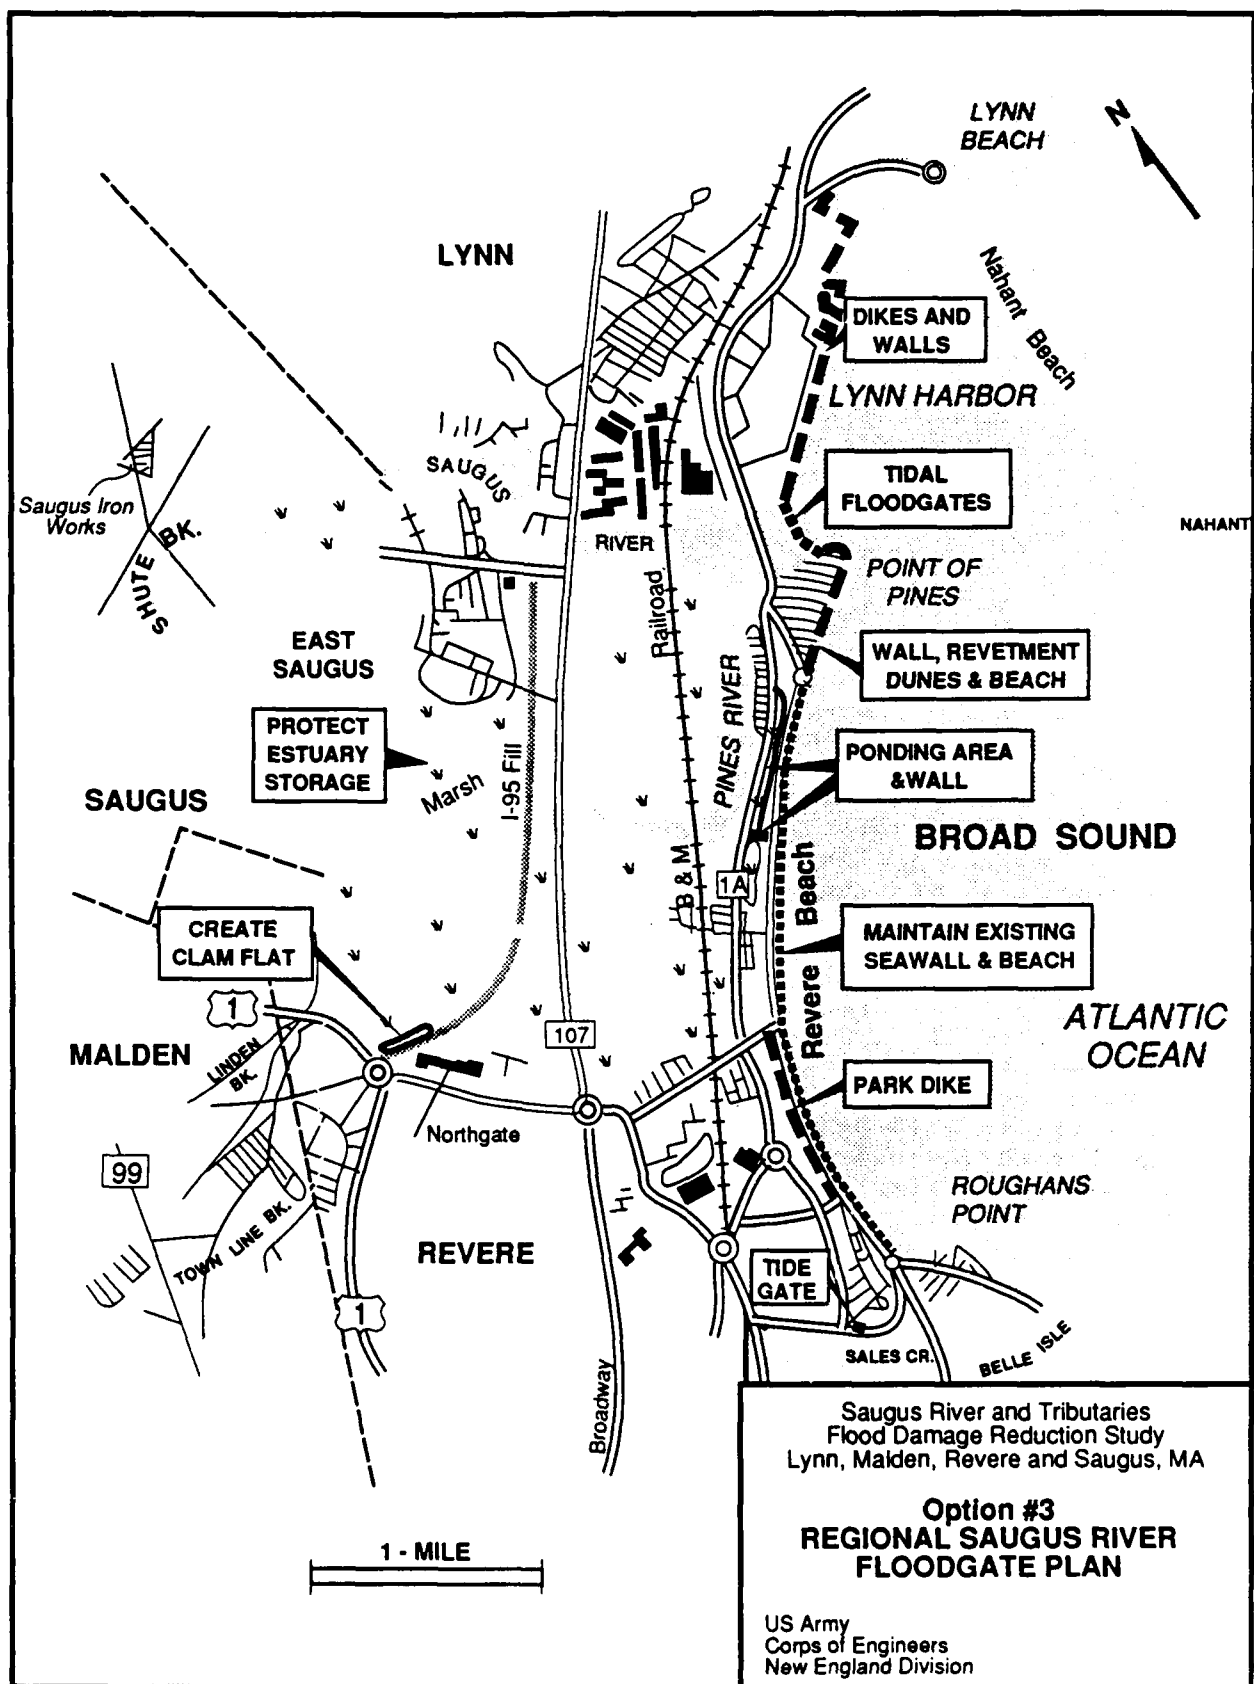 LYNN
BEACH
N
LYNN
Nahant Beach
DIKES AND
WALLS
LYNN HARBOR
SAUGUS
TIDAL
FLOODGATES
Saugus Iron
Works
SHUTE BK.
NAHANT
RIVER
POINT OF
PINES
Railroad
EAST
SAUGUS
WALL, REVETMENT
DUNES & BEACH
PROTECT
ESTUARY
STORAGE
PINES RIVER
PONDING AREA
&WALL
Marsh
I-95 Fill
SAUGUS
BROAD SOUND
B & M
1A
Revere Beach
CREATE
CLAM FLAT
MAINTAIN EXISTING
SEAWALL & BEACH
1
107
ATLANTIC
OCEAN
MALDEN
LINDEN
BK.
PARK DIKE
Northgate
99
ROUGHANS
POINT
TOWN LINE BK.
REVERE
TIDE
GATE
1
SALES CR.
BELLE ISLE
Broadway
1 - MILE
Saugus River and Tributaries
Flood Damage Reduction Study
Lynn, Malden, Revere and Saugus, MA
Option #3
REGIONAL SAUGUS RIVER
FLOODGATE PLAN
US Army
Corps of Engineers
New England Division